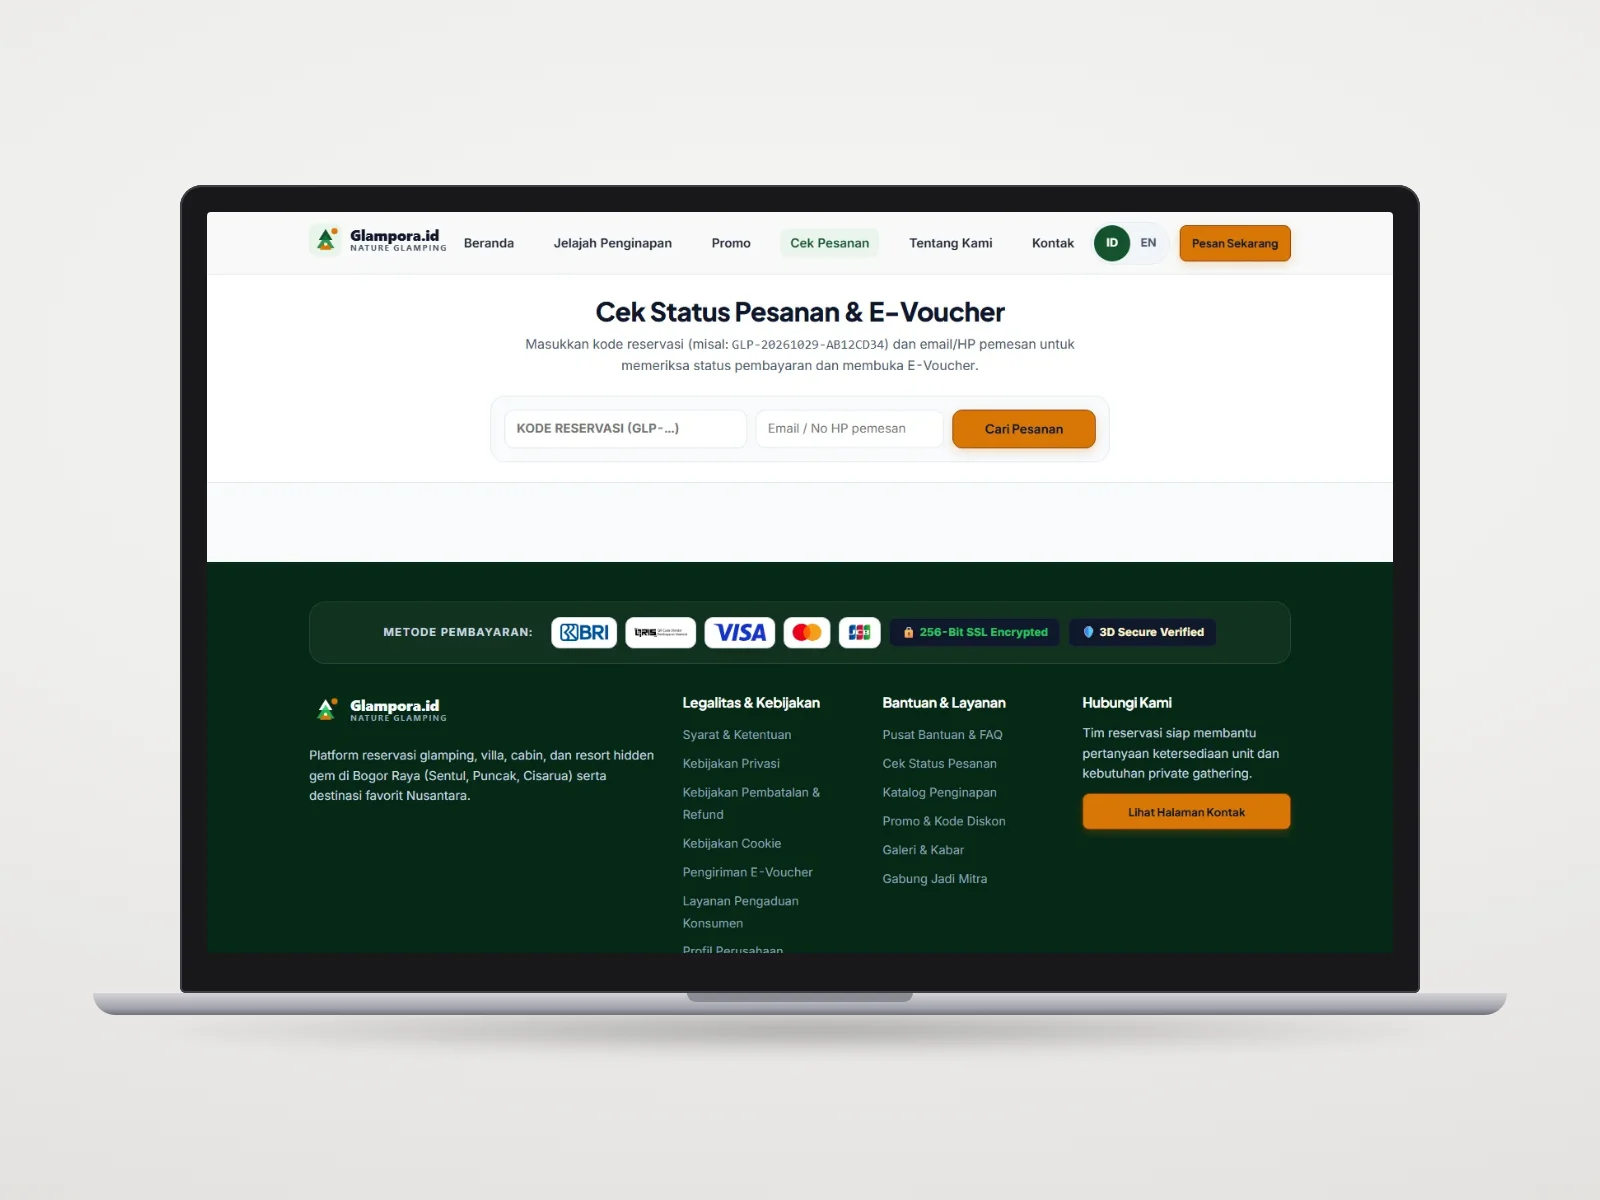 Glampora.id
NATURE GLAMPING
Beranda
Jelajah Penginapan
Promo
Cek Pesanan
Tentang Kami
Kontak
ID
EN
Pesan Sekarang
Cek Status Pesanan & E-Voucher
Masukkan kode reservasi (misal: GLP-20261029-AB12CD34) dan email/HP pemesan untuk
memeriksa status pembayaran dan membuka E-Voucher.
KODE RESERVASI (GLP-...)
Email / No HP pemesan
Cari Pesanan
METODE PEMBAYARAN:
BRI
QRIS
VISA
JCB
256-Bit SSL Encrypted
3D Secure Verified
Glampora.id
NATURE GLAMPING
Platform reservasi glamping, villa, cabin, dan resort hidden
gem di Bogor Raya (Sentul, Puncak, Cisarua) serta
destinasi favorit Nusantara.
Legalitas & Kebijakan
Syarat & Ketentuan
Kebijakan Privasi
Kebijakan Pembatalan &
Refund
Kebijakan Cookie
Pengiriman E-Voucher
Layanan Pengaduan
Konsumen
Profil Perusahaan
Bantuan & Layanan
Pusat Bantuan & FAQ
Cek Status Pesanan
Katalog Penginapan
Promo & Kode Diskon
Galeri & Kabar
Gabung Jadi Mitra
Hubungi Kami
Tim reservasi siap membantu
pertanyaan ketersediaan unit dan
kebutuhan private gathering.
Lihat Halaman Kontak